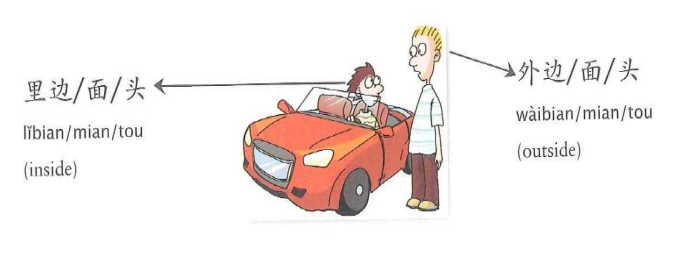 里边/面/头
lǐbian/mian/tou
(inside)
外边/面/头
wàibian/mian/tou
(outside)